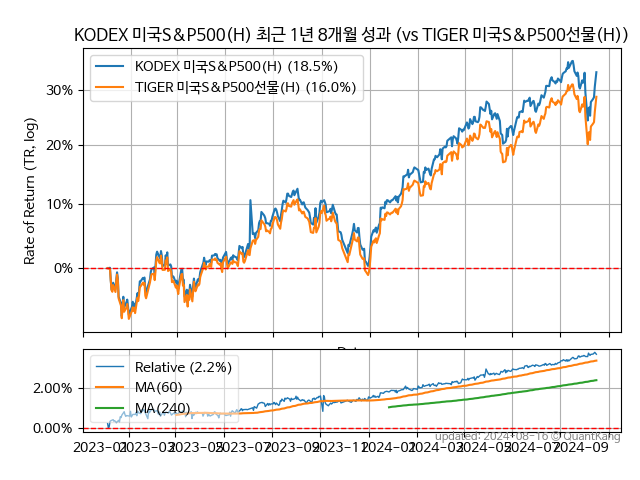 KODEX 미국S&P500(H) 최근 1년 8개월 성과 (vs TIGER 미국S&P500선물(H))
Rate of Return (TR, log)
30%
20%
10%
0%
KODEX 미국S&P500(H) (18.5%)
TIGER 미국S&P500선물(H) (16.0%)
2.00%
0.00%
Relative (2.2%)
MA(60)
MA(240)
2023-01 2023-03 2023-05 2023-07 2023-09 2023-11 2024-01 2024-03 2024-05 2024-07 2024-09
updated: 2024-08-16 © QuantKang